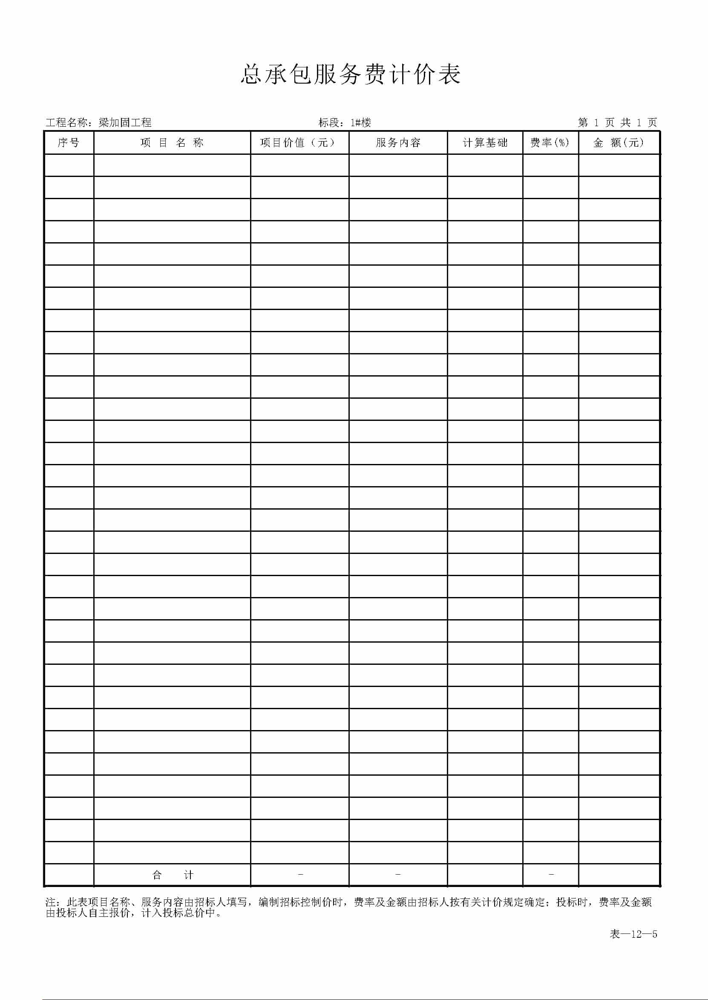 总承包服务费计价表
工程名称：梁加固工程 标段：1#楼 第 1 页 共 1 页
序号 项 目 名 称 项目价值（元） 服务内容 计算基础 费率(%) 金 额(元)
合 计 - - -
注：此表项目名称、服务内容由招标人填写，编制招标控制价时，费率及金额由招标人按有关计价规定确定；投标时，费率及金额
由投标人自主报价，计入投标总价中。
表—12—5